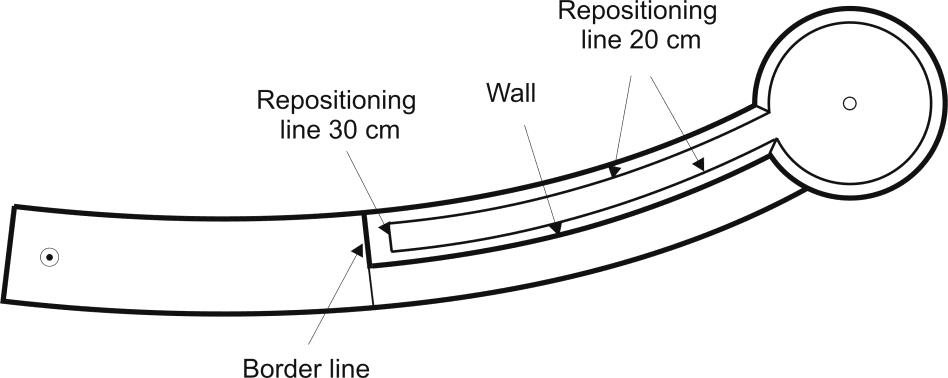 Repositioning
line 20 cm
Wall
Repositioning
line 30 cm
Border line